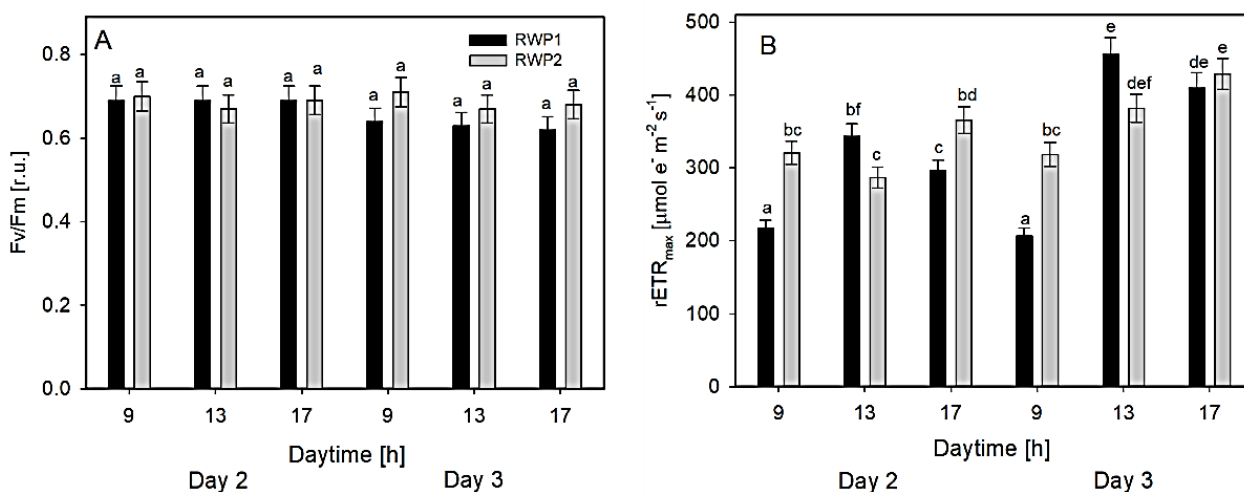 A
RWP1
RWP2
a a a a a a a a a a a a
0.8
0.6
0.4
0.2
0.0
Fv/Fm [r.u.]
9 13 17 9 13 17
Daytime [h]
Day 2 Day 3
B
500
400
300
200
100
0
rETRmax [µmol e- m-2 s-1]
a bc bf c c bd a bc e def de e
9 13 17 9 13 17
Daytime [h]
Day 2 Day 3